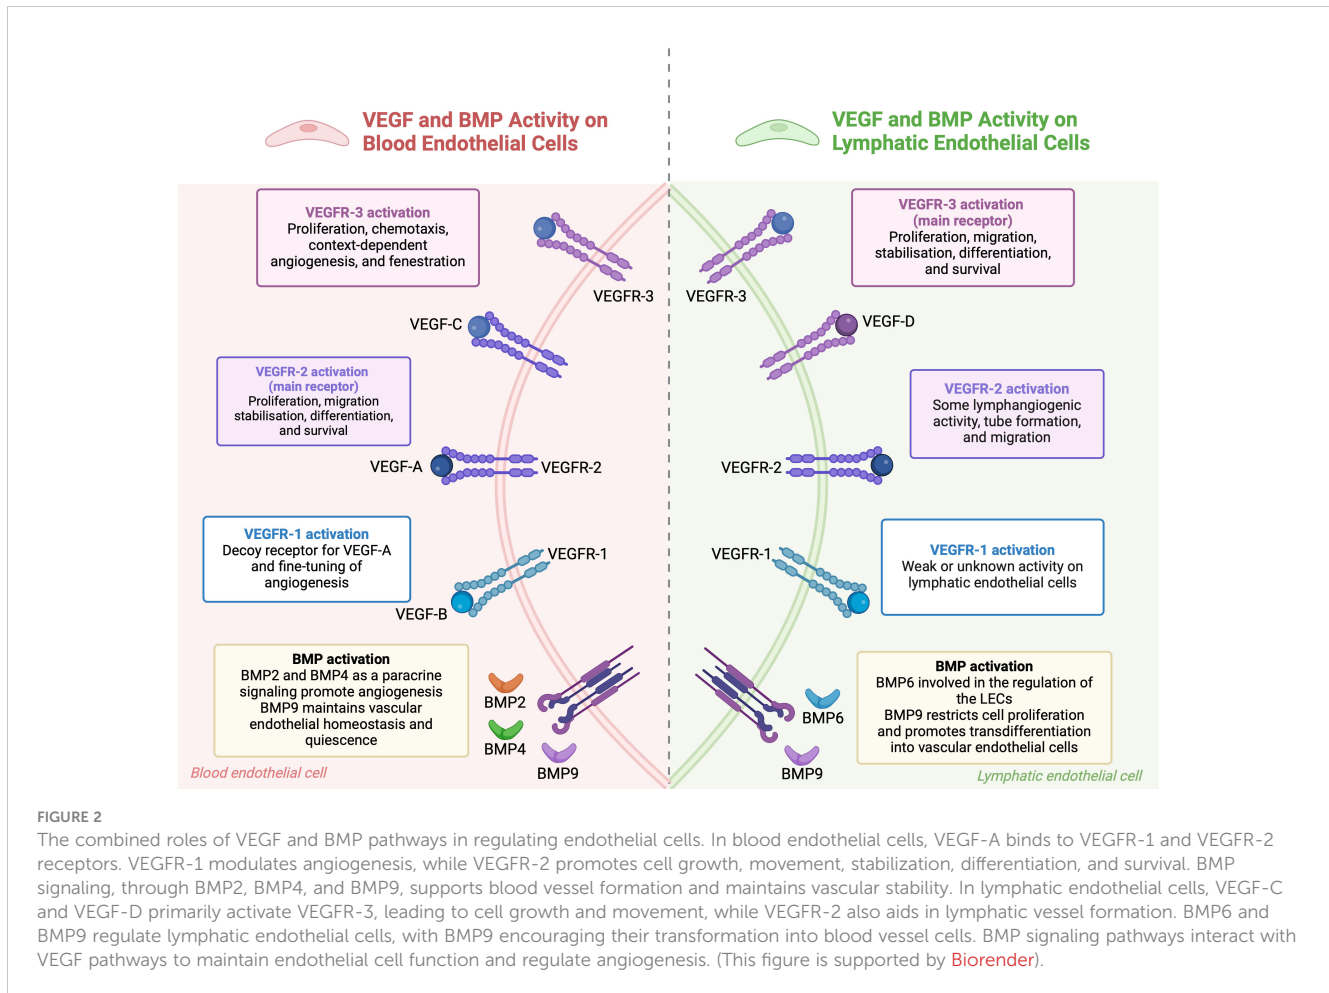 VEGF and BMP Activity on
Blood Endothelial Cells
VEGFR-3 activation
Proliferation, chemotaxis,
context-dependent
angiogenesis, and fenestration
VEGFR-3
VEGF-C
VEGFR-2 activation
(main receptor)
Proliferation, migration
stabilisation, differentiation,
and survival
VEGF-A
VEGFR-2
VEGFR-1 activation
Decoy receptor for VEGF-A
and fine-tuning of
angiogenesis
VEGFR-1
VEGF-B
BMP activation
BMP2 and BMP4 as a paracrine
signaling promote angiogenesis
BMP9 maintains vascular
endothelial homeostasis and
quiescence
BMP2
BMP4
BMP9
Blood endothelial cell
VEGF and BMP Activity on
Lymphatic Endothelial Cells
VEGFR-3 activation
(main receptor)
Proliferation, migration,
stabilisation, differentiation,
and survival
VEGFR-3
VEGF-D
VEGFR-2 activation
Some lymphangiogenic
activity, tube formation,
and migration
VEGFR-2
VEGFR-1
VEGFR-1 activation
Weak or unknown activity on
lymphatic endothelial cells
BMP activation
BMP6 involved in the regulation of
the LECs
BMP9 restricts cell proliferation
and promotes transdifferentiation
into vascular endothelial cells
BMP6
BMP9
Lymphatic endothelial cell
FIGURE 2
The combined roles of VEGF and BMP pathways in regulating endothelial cells. In blood endothelial cells, VEGF-A binds to VEGFR-1 and VEGFR-2
receptors. VEGFR-1 modulates angiogenesis, while VEGFR-2 promotes cell growth, movement, stabilization, differentiation, and survival. BMP
signaling, through BMP2, BMP4, and BMP9, supports blood vessel formation and maintains vascular stability. In lymphatic endothelial cells, VEGF-C
and VEGF-D primarily activate VEGFR-3, leading to cell growth and movement, while VEGFR-2 also aids in lymphatic vessel formation. BMP6 and
BMP9 regulate lymphatic endothelial cells, with BMP9 encouraging their transformation into blood vessel cells. BMP signaling pathways interact with
VEGF pathways to maintain endothelial cell function and regulate angiogenesis. (This figure is supported by Biorender).